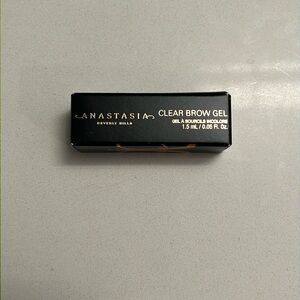 ANASTASIA
BEVERLY HILLS
CLEAR BROW GEL
GEL À SOURCILS INCOLORE
1.5 mL / 0.05 Fl. Oz.